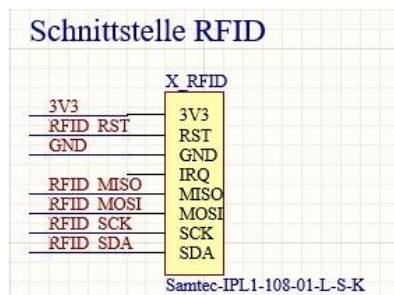 Schnittstelle RFID
X_RFID
3V3 3V3
RFID RST RST
GND GND
IRQ
RFID MISO MISO
RFID MOSI MOSI
RFID SCK SCK
RFID SDA SDA
Samtec-IPL1-108-01-L-S-K